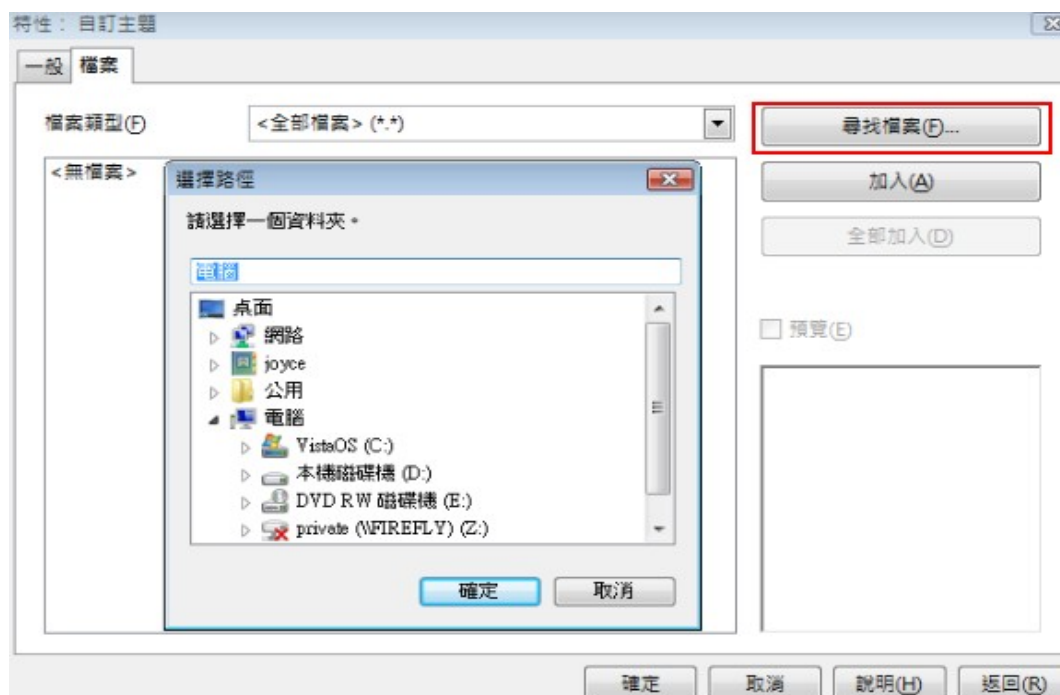 特性： 自訂主題
一般 檔案
檔案類型(F) <全部檔案> (*.*) 尋找檔案(F)...
<無檔案>
加入(A)
全部加入(D)
預覽(E)
選擇路徑
請選擇一個資料夾。
電腦
桌面
網路
joyce
公用
電腦
VistaOS (C:)
本機磁碟機 (D:)
DVD RW 磁碟機 (E:)
private (\\FIREFLY) (Z:)
確定 取消
確定 取消 說明(H) 返回(R)